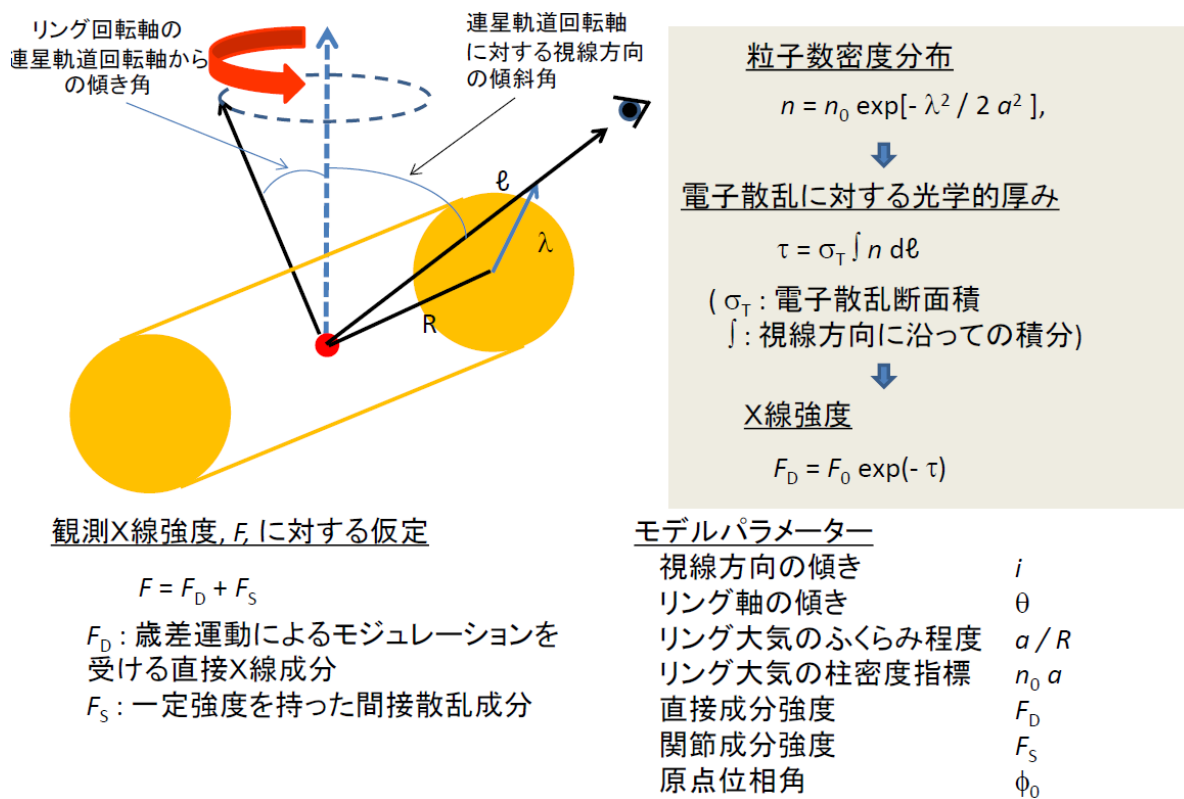 リング回転軸の
連星軌道回転軸から
の傾き角
連星軌道回転軸
に対する視線方向
の傾斜角
ℓ
λ
R
粒子数密度分布
n = n₀ exp[- λ² / 2 a² ],
電子散乱に対する光学的厚み
τ = σ_T ∫ n dℓ
( σ_T : 電子散乱断面積
∫ : 視線方向に沿っての積分)
X線強度
F_D = F₀ exp(- τ)
観測X線強度, F, に対する仮定
F = F_D + F_S
F_D : 歳差運動によるモジュレーションを
受ける直接X線成分
F_S : 一定強度を持った間接散乱成分
モデルパラメーター
視線方向の傾き i
リング軸の傾き θ
リング大気のふくらみ程度 a / R
リング大気の柱密度指標 n₀ a
直接成分強度 F_D
関節成分強度 F_S
原点位相角 ϕ₀